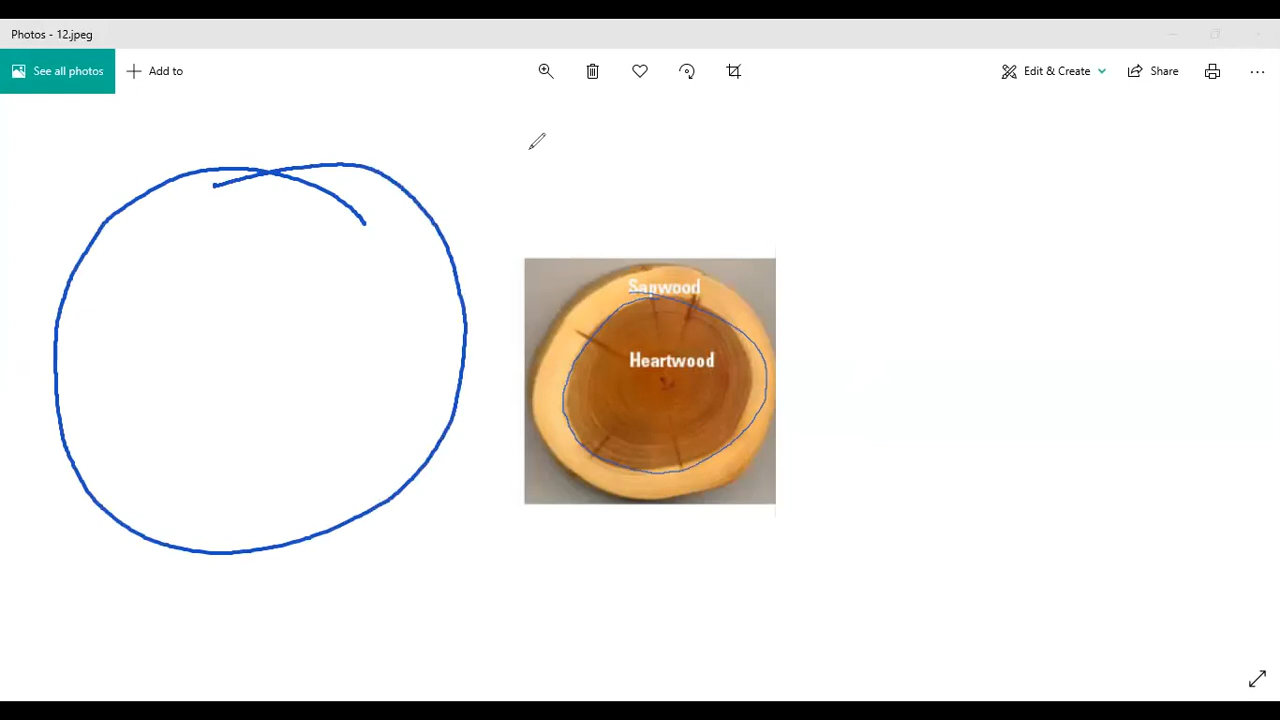 Photos - 12.jpeg
See all photos
Add to
Edit & Create
Share
Sapwood
Heartwood